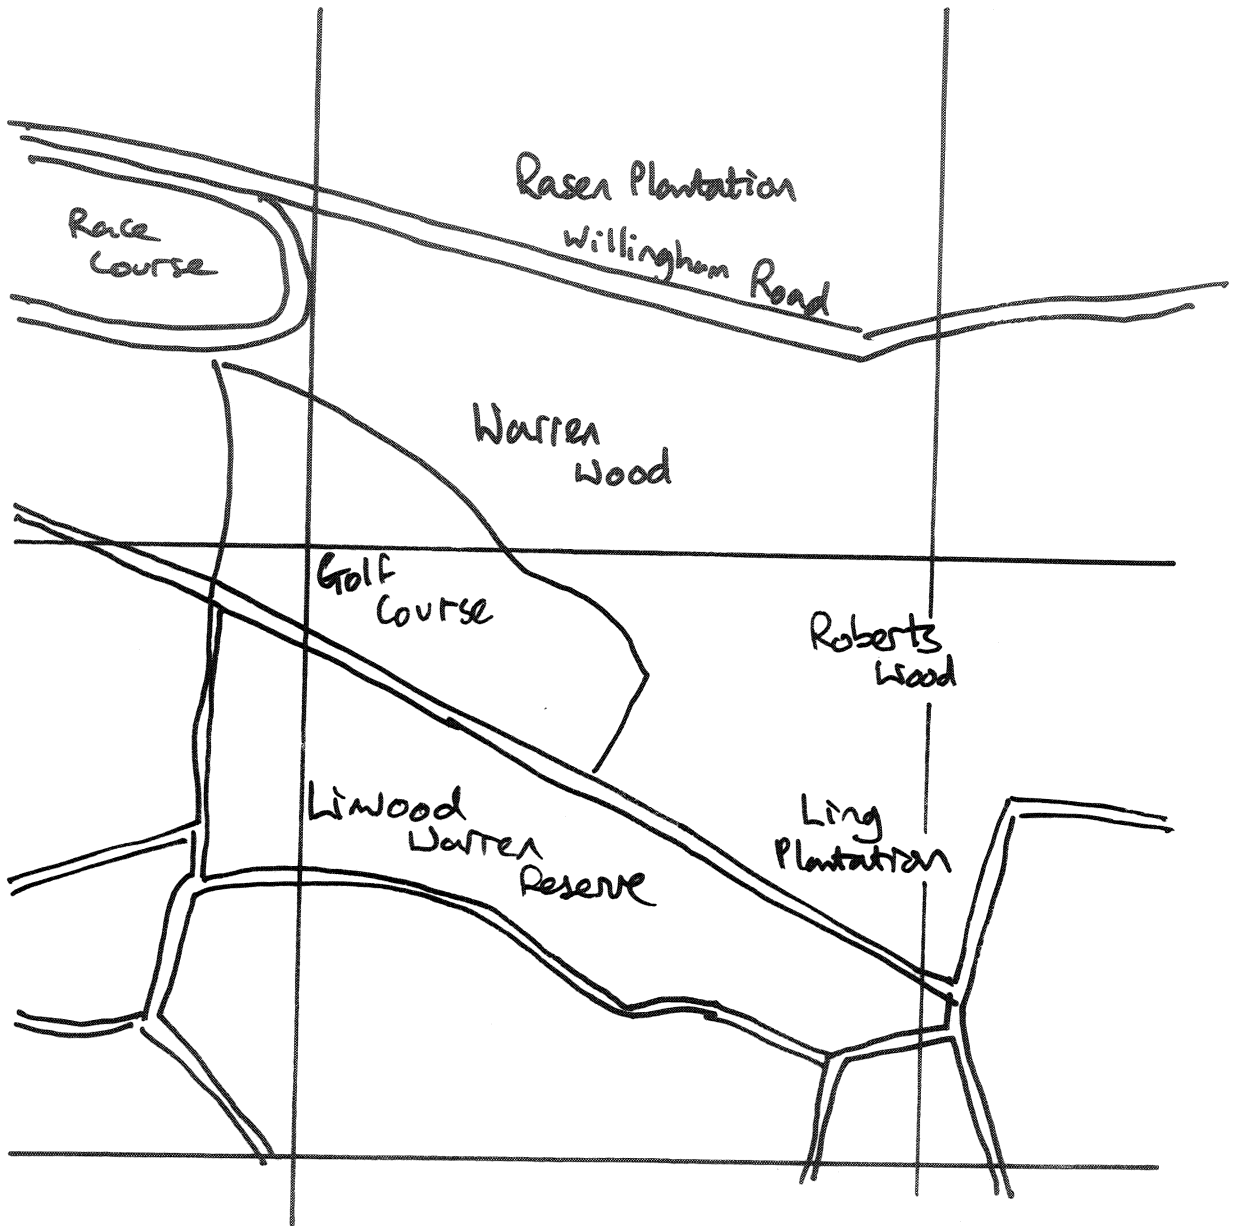 Rasen Plantation
Willingham Road
Race
Course
Warren
Wood
Golf
Course
Roberts
Wood
Linwood
Warren
Reserve
Ling
Plantation